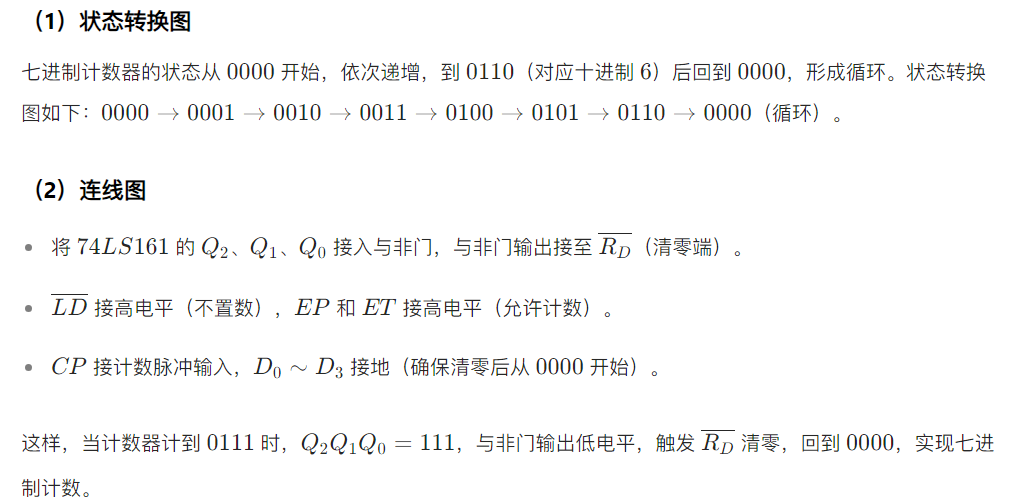 （1）状态转换图
七进制计数器的状态从 0000 开始，依次递增，到 0110（对应十进制 6）后回到 0000，形成循环。状态转换
图如下：0000 → 0001 → 0010 → 0011 → 0100 → 0101 → 0110 → 0000（循环）。
（2）连线图
• 将 74LS161 的 Q₂、Q₁、Q₀ 接入与非门，与非门输出接至 $\overline{R_D}$（清零端）。
• $\overline{LD}$ 接高电平（不置数），EP 和 ET 接高电平（允许计数）。
• CP 接计数脉冲输入，D₀ ∼ D₃ 接地（确保清零后从 0000 开始）。
这样，当计数器计到 0111 时，Q₂Q₁Q₀ = 111，与非门输出低电平，触发 $\overline{R_D}$ 清零，回到 0000，实现七进
制计数。